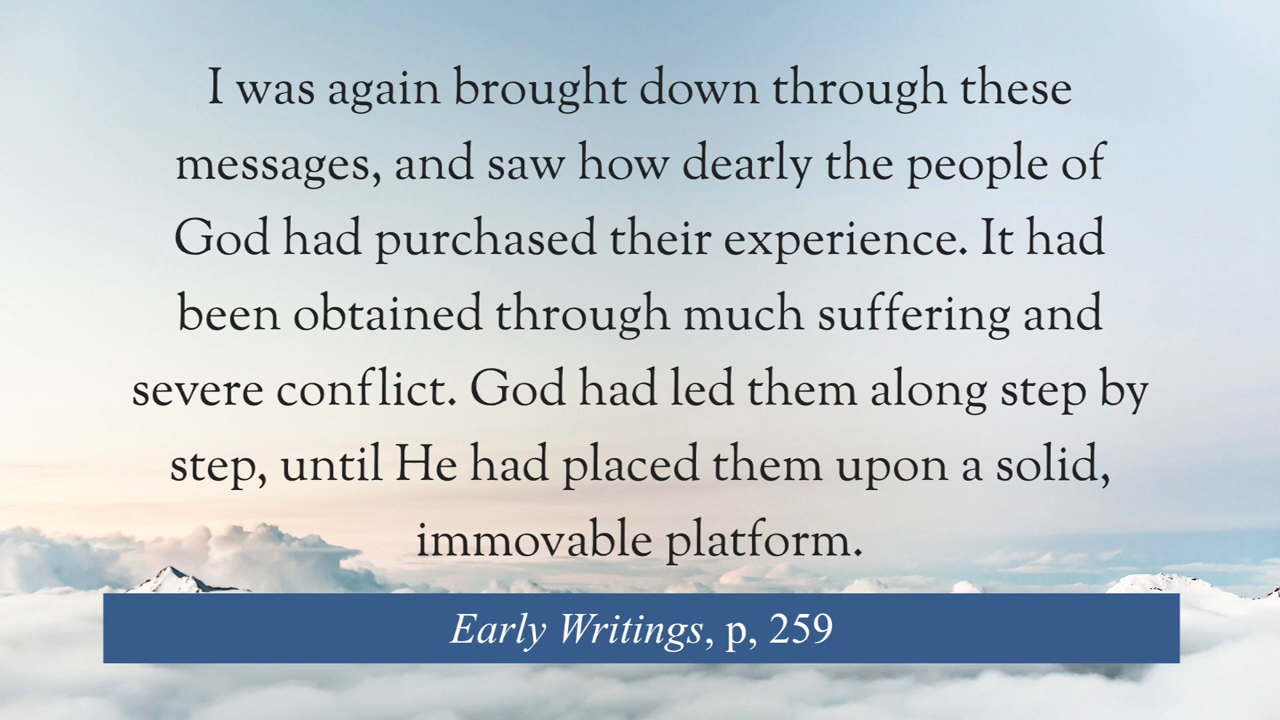 I was again brought down through these
messages, and saw how dearly the people of
God had purchased their experience. It had
been obtained through much suffering and
severe conflict. God had led them along step by
step, until He had placed them upon a solid,
immovable platform.
Early Writings, p, 259